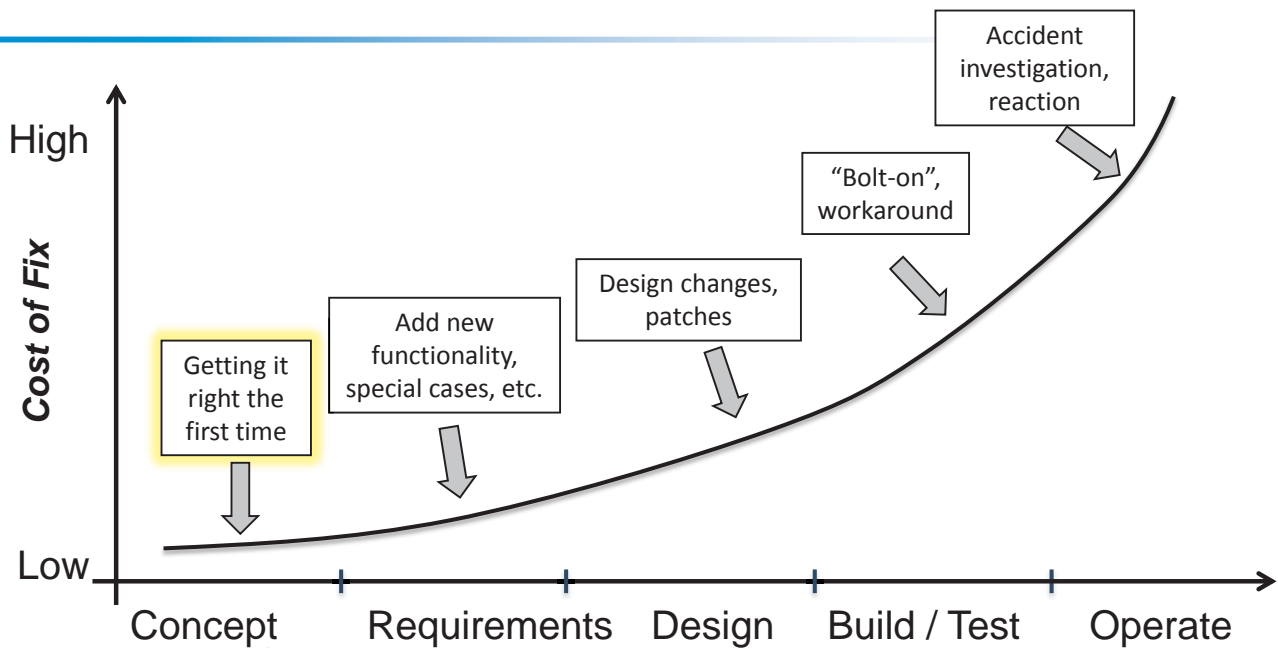 Accident
investigation,
reaction
High
“Bolt-on”,
workaround
Design changes,
patches
Add new
functionality,
special cases, etc.
Getting it
right the
first time
Cost of Fix
Low
Concept
Requirements
Design
Build / Test
Operate